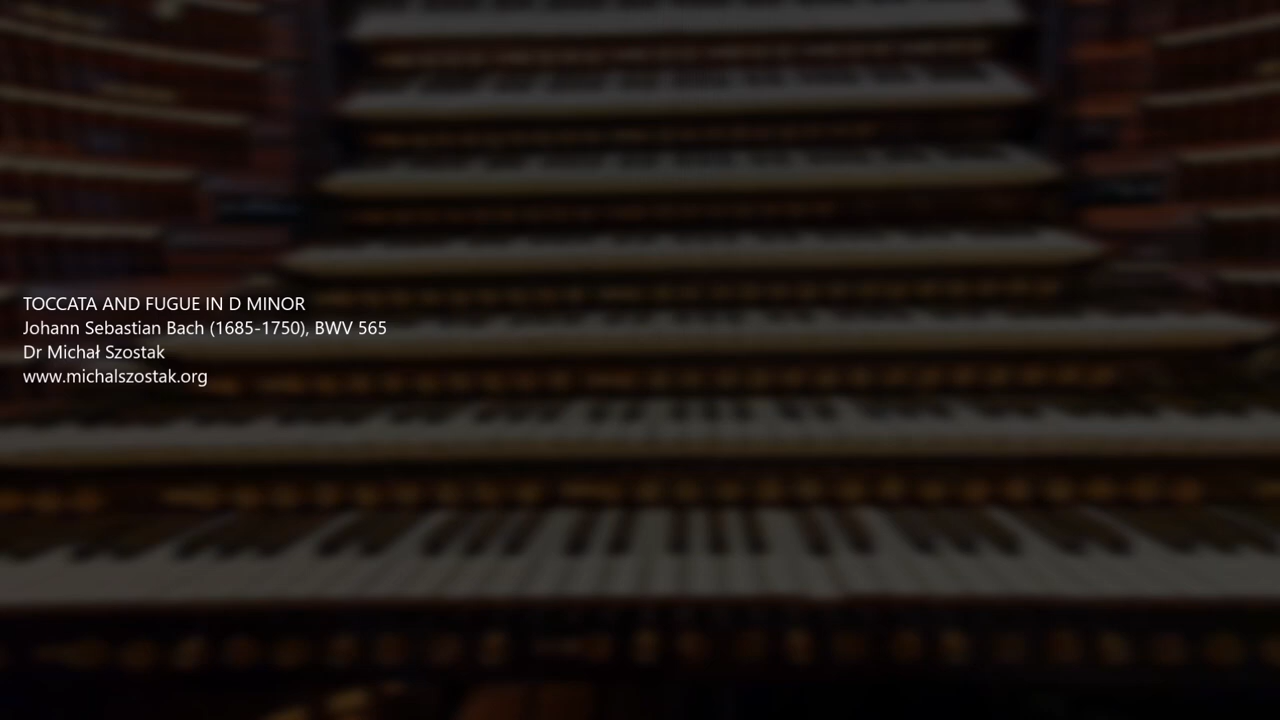 TOCCATA AND FUGUE IN D MINOR
Johann Sebastian Bach (1685-1750), BWV 565
Dr Michał Szostak
www.michalszostak.org